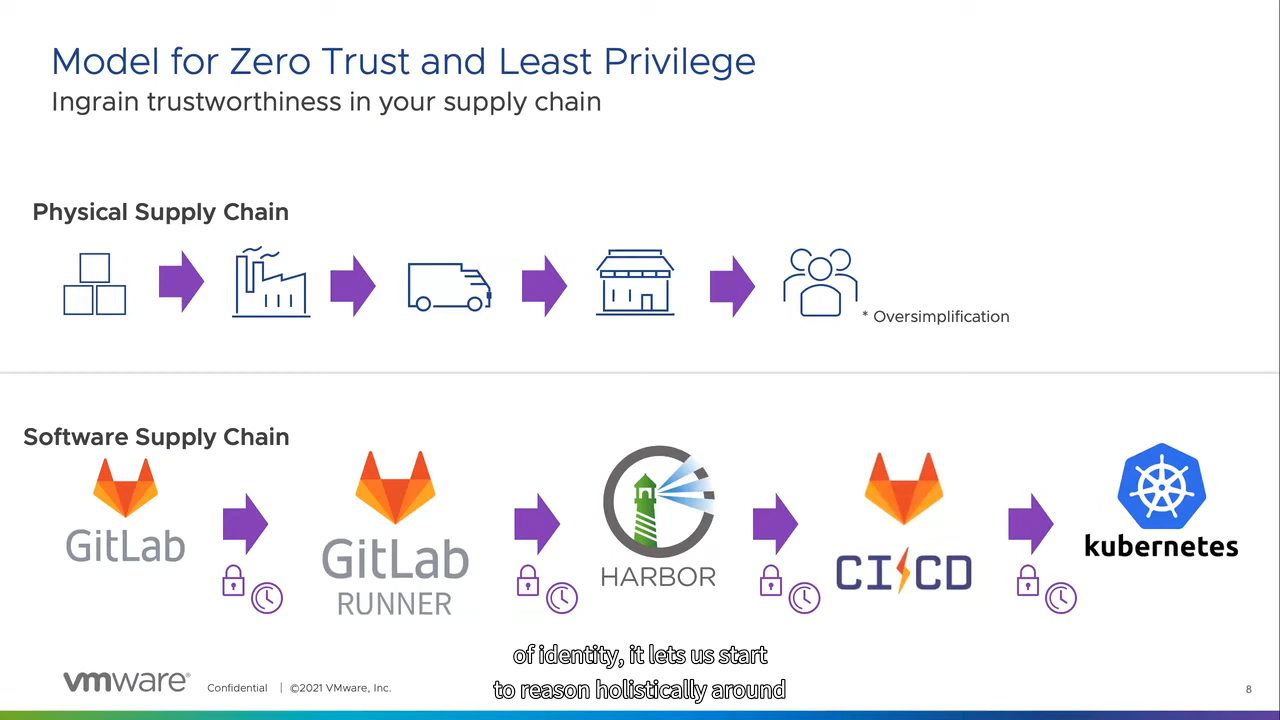 Model for Zero Trust and Least Privilege
Ingrain trustworthiness in your supply chain
Physical Supply Chain
* Oversimplification
Software Supply Chain
GitLab
GitLab
RUNNER
HARBOR
CI CD
kubernetes
of identity, it lets us start
to reason holistically around
vmware® Confidential | ©2021 VMware, Inc.
8